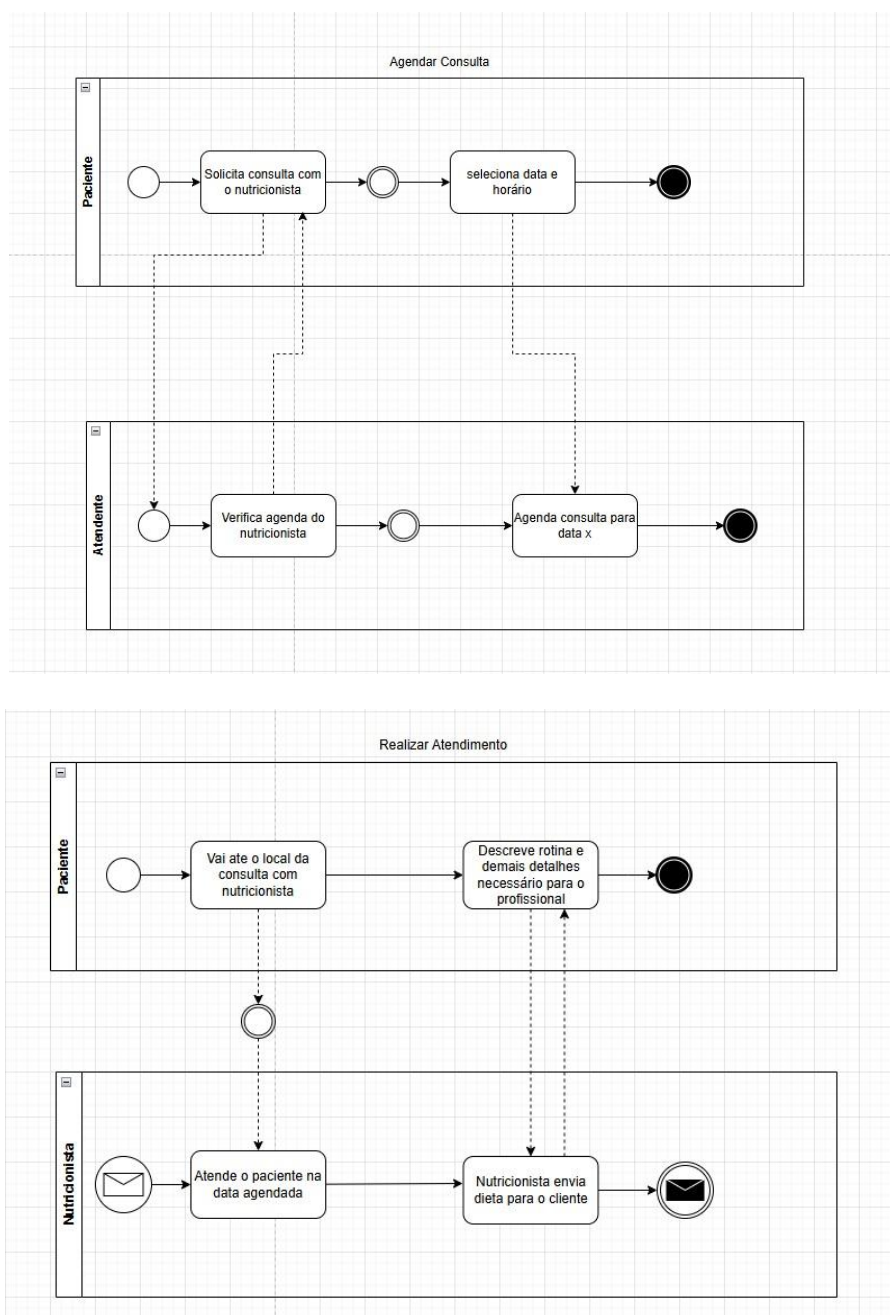 Agendar Consulta
Paciente
Solicita consulta com
o nutricionista
seleciona data e
horário
Atendente
Verifica agenda do
nutricionista
Agenda consulta para
data x
Realizar Atendimento
Paciente
Vai ate o local da
consulta com
nutricionista
Descreve rotina e
demais detalhes
necessário para o
profissional
Nutricionista
Atende o paciente na
data agendada
Nutricionista envia
dieta para o cliente